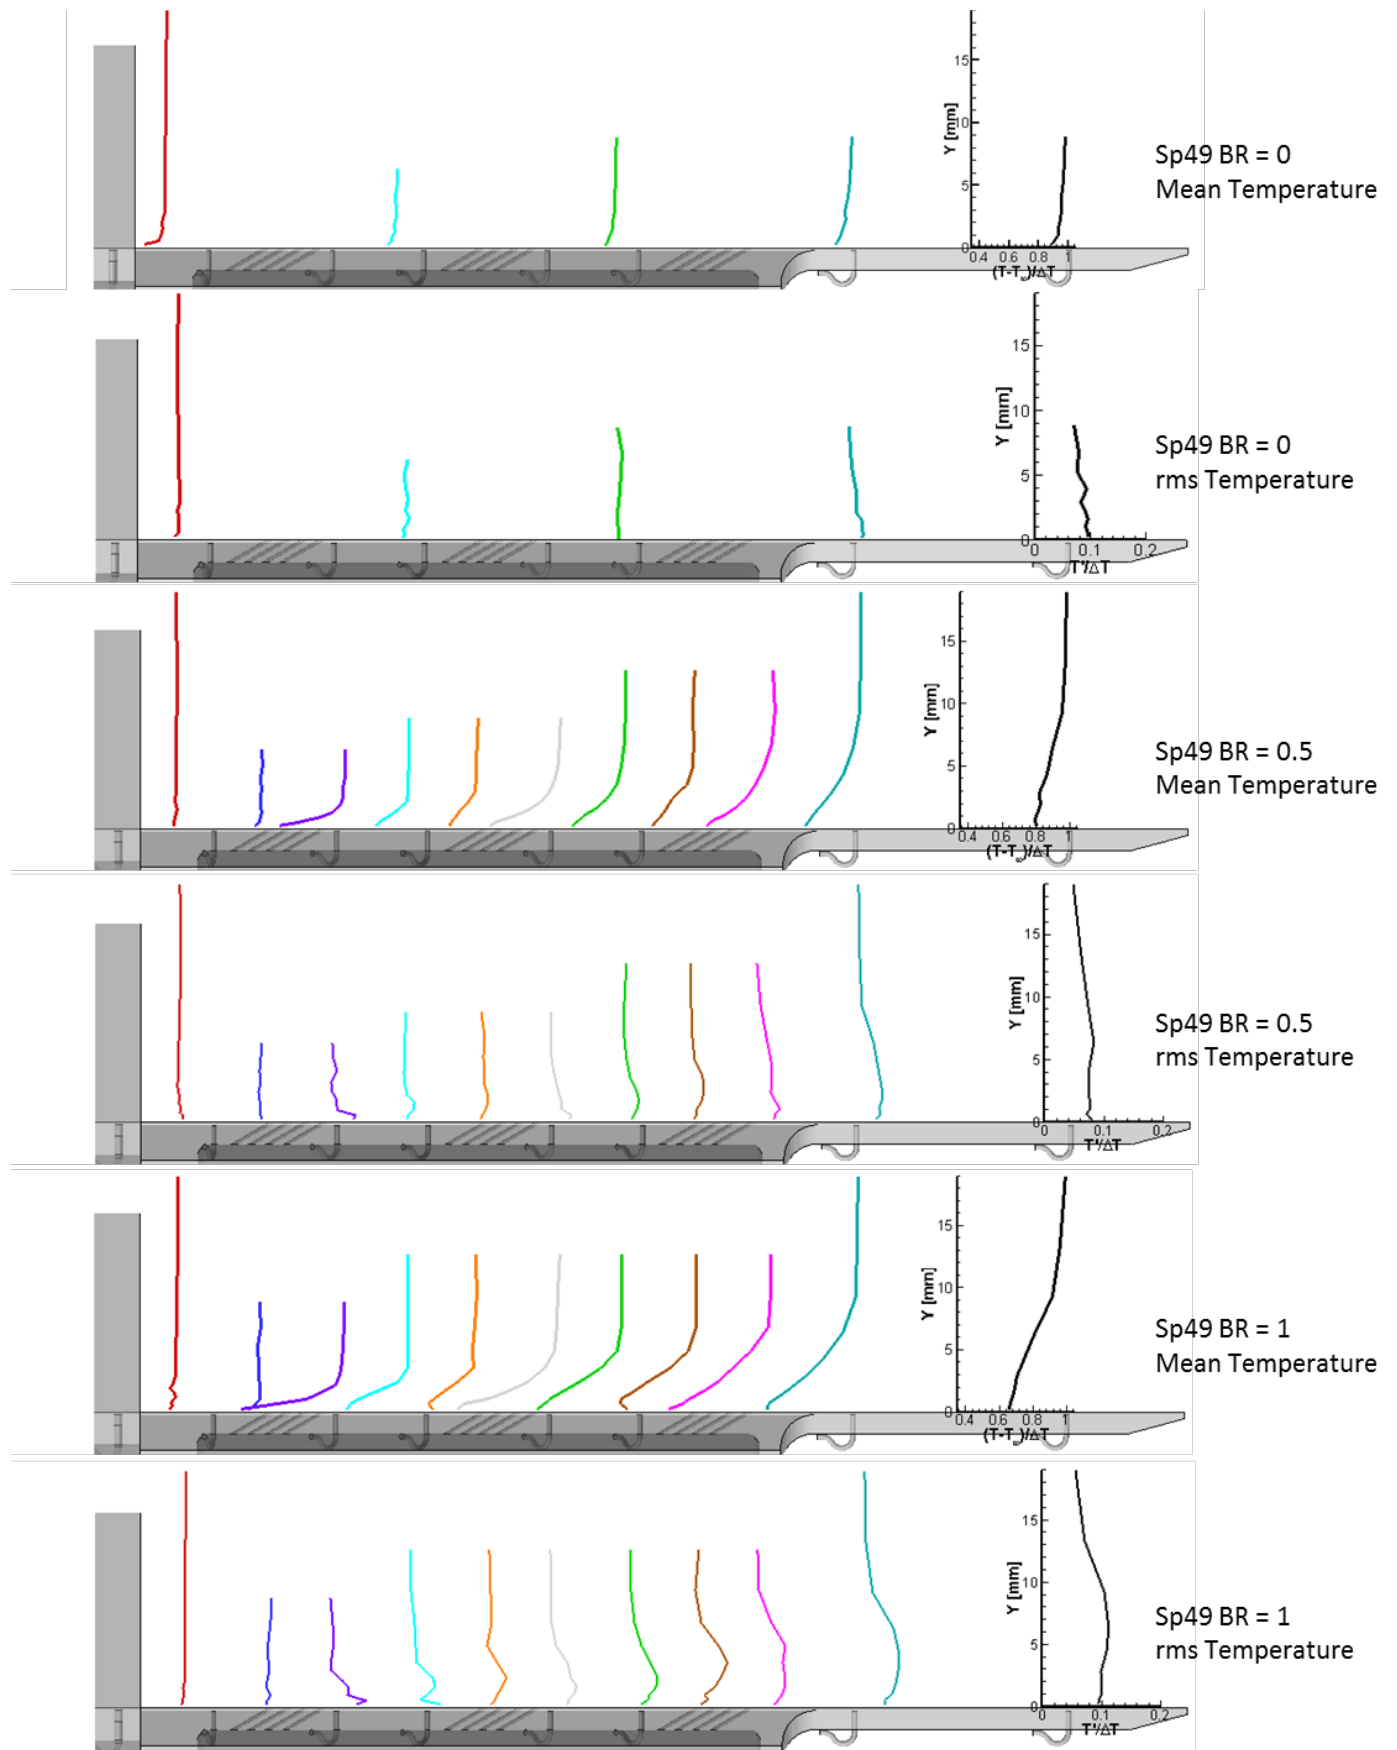 15
10
Y [mm]
5
0
0.4 0.6 0.8 1
(T-T∞)/ΔT
Sp49 BR = 0
Mean Temperature
15
10
Y [mm]
5
0
0 0.1 0.2
T'/ΔT
Sp49 BR = 0
rms Temperature
15
10
Y [mm]
5
0
0.4 0.6 0.8 1
(T-T∞)/ΔT
Sp49 BR = 0.5
Mean Temperature
15
10
Y [mm]
5
0
0 0.1 0.2
T'/ΔT
Sp49 BR = 0.5
rms Temperature
15
10
Y [mm]
5
0
0.4 0.6 0.8 1
(T-T∞)/ΔT
Sp49 BR = 1
Mean Temperature
15
10
Y [mm]
5
0
0 0.1 0.2
T'/ΔT
Sp49 BR = 1
rms Temperature